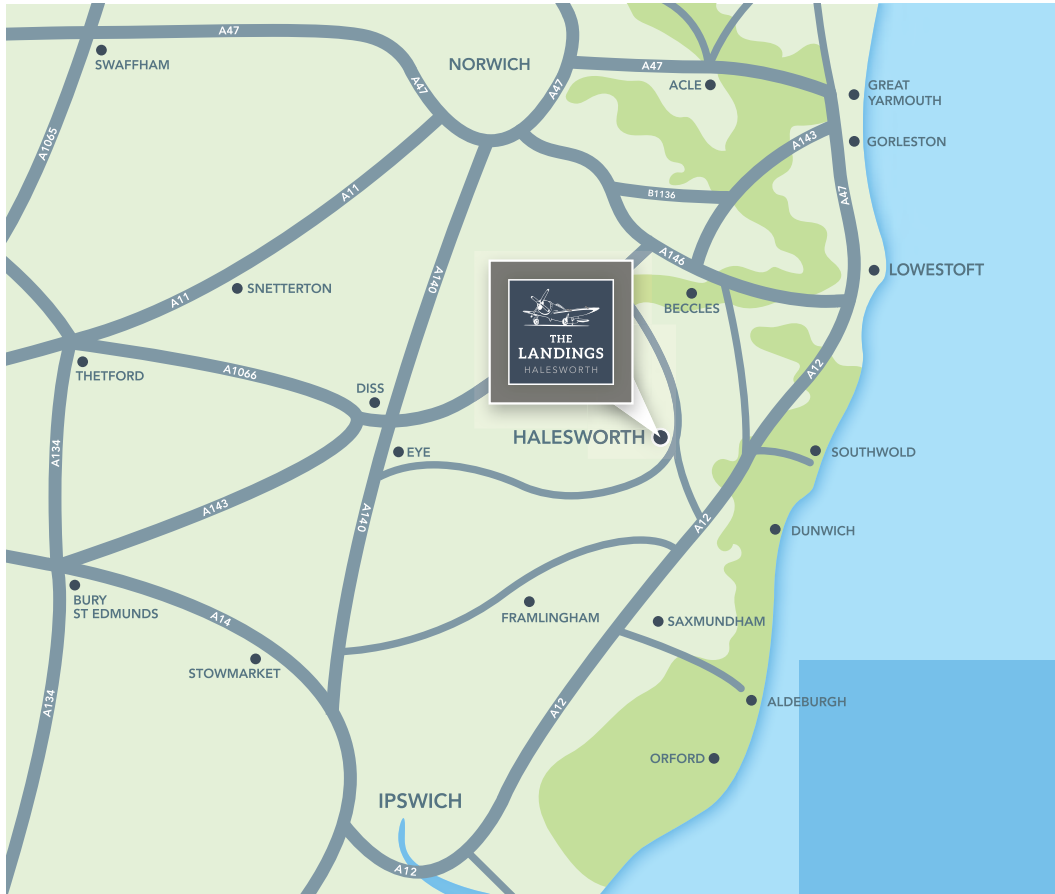 A47
SWAFFHAM
NORWICH
A47
A47
A47
ACLE
GREAT
YARMOUTH
A1065
A143
GORLESTON
A11
B1136
A47
A146
LOWESTOFT
A140
SNETTERTON
A11
BECCLES
THE
LANDINGS
HALESWORTH
THETFORD
A1066
DISS
A12
HALESWORTH
A134
EYE
SOUTHWOLD
A143
A140
A12
DUNWICH
BURY
ST EDMUNDS
A14
FRAMLINGHAM
SAXMUNDHAM
STOWMARKET
A134
A12
ALDEBURGH
ORFORD
IPSWICH
A12